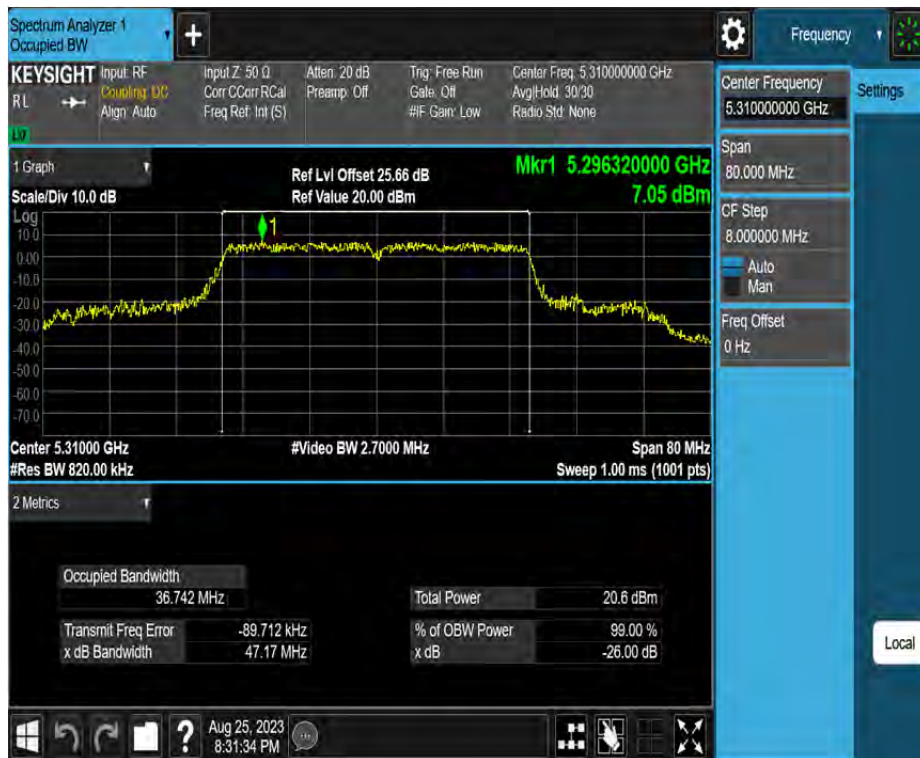 Spectrum Analyzer 1
Occupied BW
+
Frequency
KEYSIGHT
RL
Input: RF
Coupling: DC
Align: Auto
Input Z: 50 Ω
Corr CCorr RCal
Freq Ref: Int (S)
Atten: 20 dB
Preamp: Off
Trig: Free Run
Gate: Off
#IF Gain: Low
Center Freq: 5.310000000 GHz
Avg|Hold: 30/30
Radio Std: None
Center Frequency
5.310000000 GHz
Settings
Span
80.000 MHz
CF Step
8.000000 MHz
Auto
Man
Freq Offset
0 Hz
Local
1 Graph
Scale/Div 10.0 dB
Ref Lvl Offset 25.66 dB
Ref Value 20.00 dBm
Mkr1 5.296320000 GHz
7.05 dBm
Log
10.0
0.00
-10.0
-20.0
-30.0
-40.0
-50.0
-60.0
-70.0
1
Center 5.31000 GHz
#Video BW 2.7000 MHz
Span 80 MHz
#Res BW 820.00 kHz
Sweep 1.00 ms (1001 pts)
2 Metrics
Occupied Bandwidth
36.742 MHz
Total Power 20.6 dBm
Transmit Freq Error -89.712 kHz
% of OBW Power 99.00 %
x dB Bandwidth 47.17 MHz
x dB -26.00 dB
?
Aug 25, 2023
8:31:34 PM